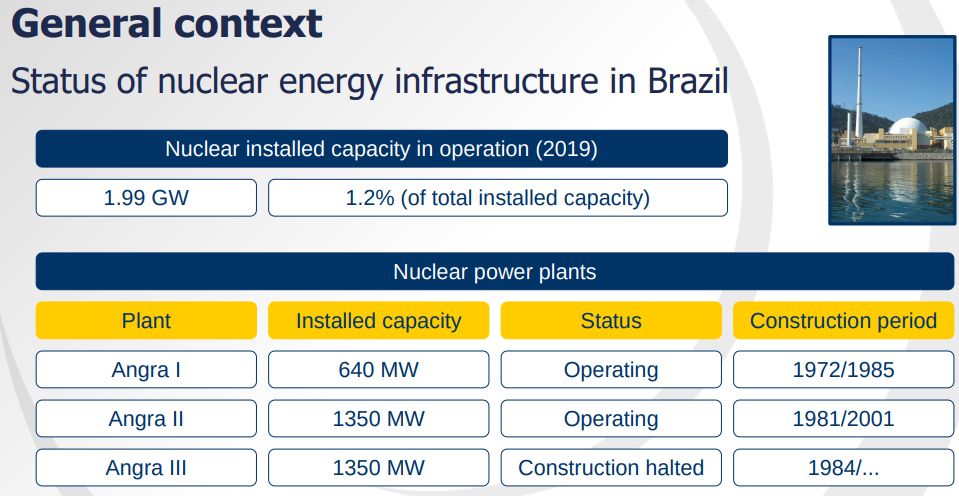 General context
Status of nuclear energy infrastructure in Brazil
Nuclear installed capacity in operation (2019)
1.99 GW
1.2% (of total installed capacity)
Nuclear power plants
Plant
Installed capacity
Status
Construction period
Angra I
640 MW
Operating
1972/1985
Angra II
1350 MW
Operating
1981/2001
Angra III
1350 MW
Construction halted
1984/...